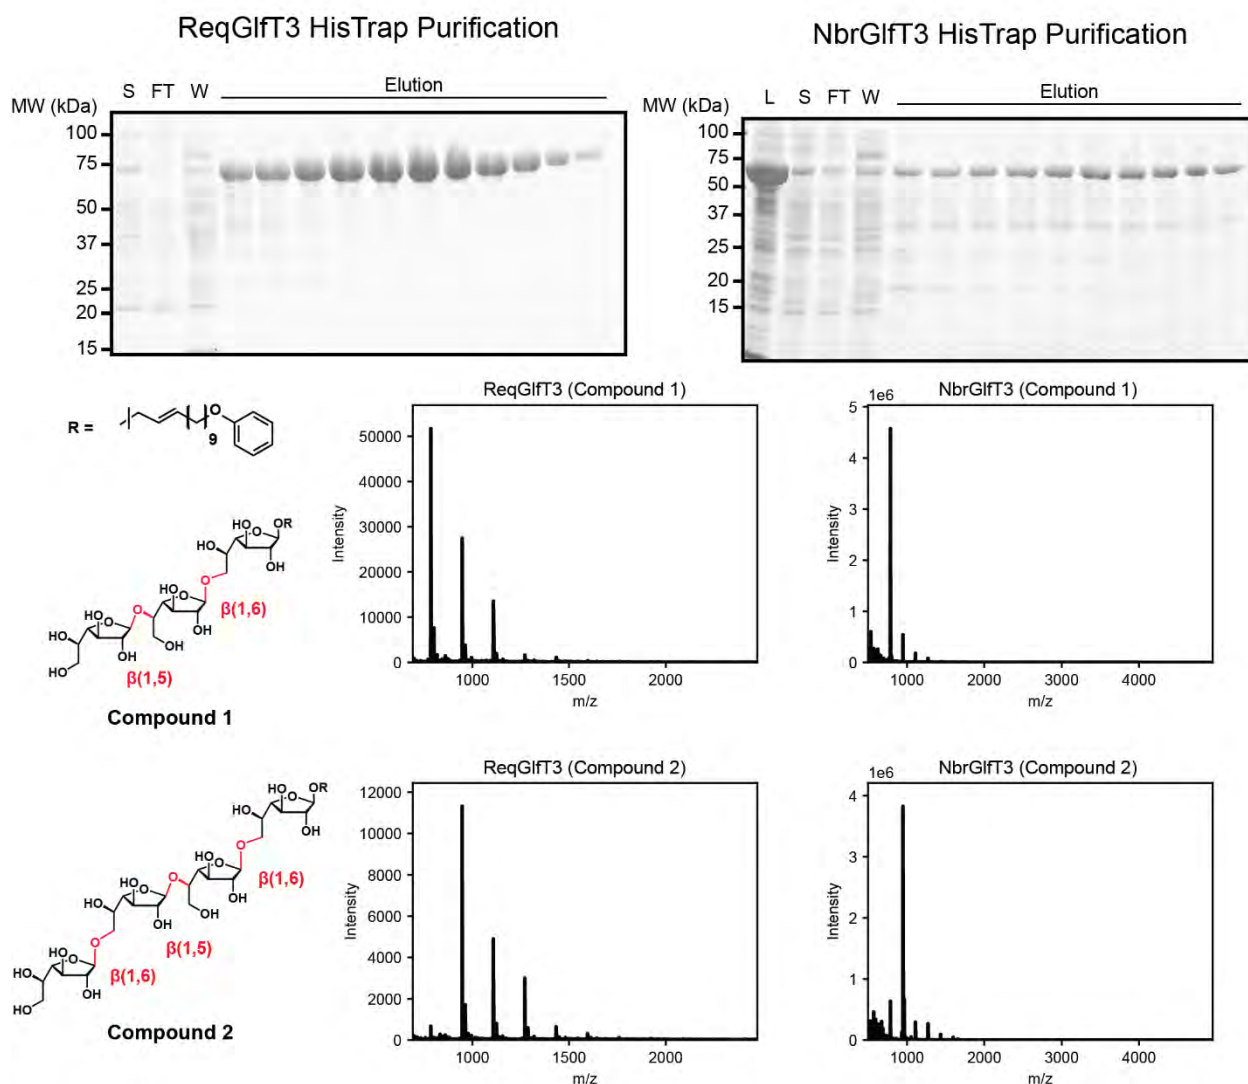 ReqGlfT3 HisTrap Purification
NbrGlfT3 HisTrap Purification
S FT W Elution
MW (kDa)
100
75
50
37
25
20
15
L S FT W Elution
MW (kDa)
100
75
50
37
25
20
15
R =
O
9
ReqGlfT3 (Compound 1)
Intensity
50000
40000
30000
20000
10000
0
1000 1500 2000
m/z
NbrGlfT3 (Compound 1)
1e6
Intensity
5
4
3
2
1
0
1000 2000 3000 4000
m/z
HO O OR
HO
OH
O
β(1,6)
HO O
O
OH
HO O
HO
OH
HO
OH
β(1,5)
Compound 1
ReqGlfT3 (Compound 2)
Intensity
12000
10000
8000
6000
4000
2000
0
1000 1500 2000
m/z
NbrGlfT3 (Compound 2)
1e6
Intensity
4
3
2
1
0
1000 2000 3000 4000
m/z
HO O OR
HO
OH
O
β(1,6)
HO O
O
OH
HO
β(1,5)
HO O
HO
OH
O
β(1,6)
HO O
HO
OH
HO
Compound 2